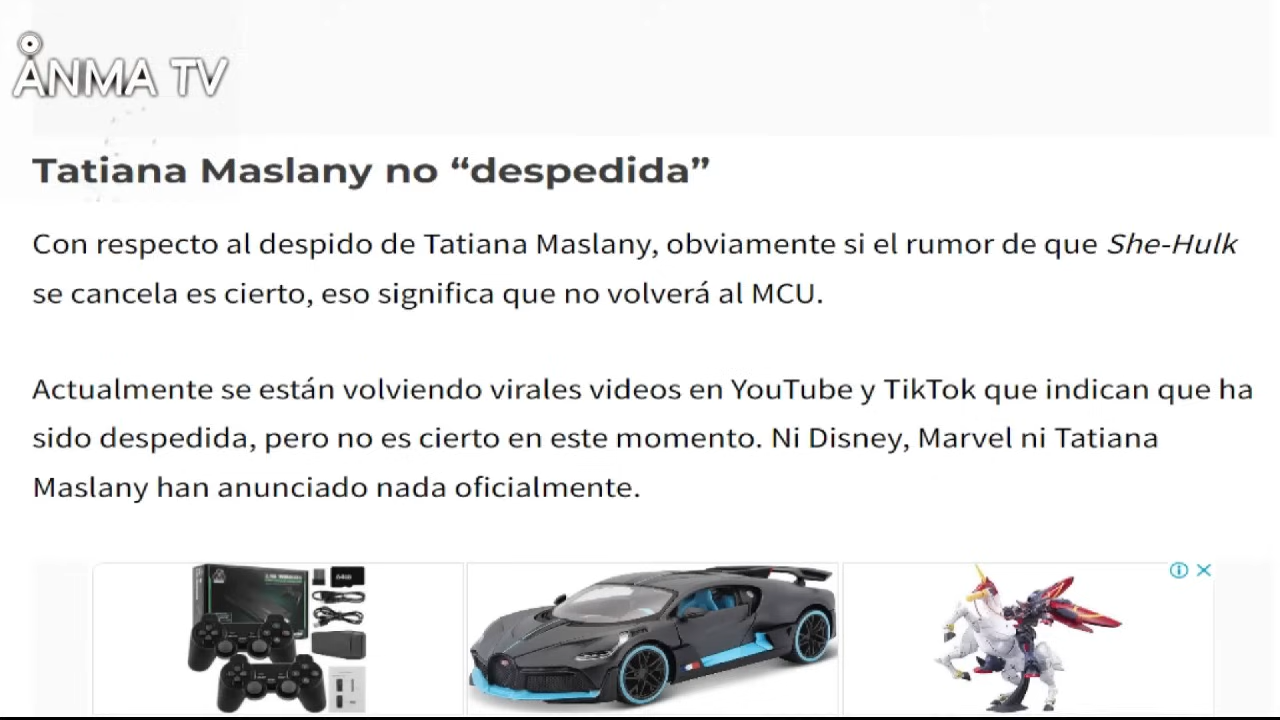 ANMA TV
Tatiana Maslany no “despedida”
Con respecto al despido de Tatiana Maslany, obviamente si el rumor de que She-Hulk
se cancela es cierto, eso significa que no volverá al MCU.
Actualmente se están volviendo virales videos en YouTube y TikTok que indican que ha
sido despedida, pero no es cierto en este momento. Ni Disney, Marvel ni Tatiana
Maslany han anunciado nada oficialmente.